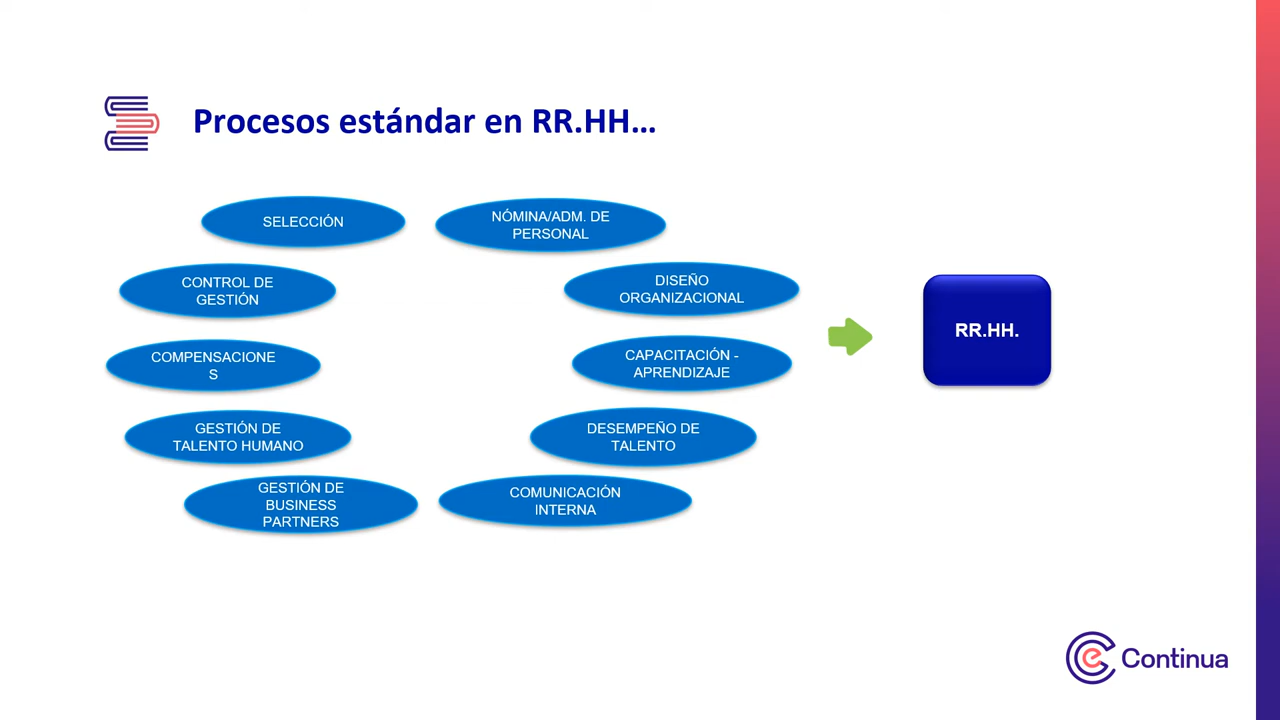 Procesos estándar en RR.HH...
SELECCIÓN
NÓMINA/ADM. DE
PERSONAL
CONTROL DE
GESTIÓN
DISEÑO
ORGANIZACIONAL
RR.HH.
COMPENSACIONE
S
CAPACITACIÓN -
APRENDIZAJE
GESTIÓN DE
TALENTO HUMANO
DESEMPEÑO DE
TALENTO
GESTIÓN DE
BUSINESS
PARTNERS
COMUNICACIÓN
INTERNA
e Continua